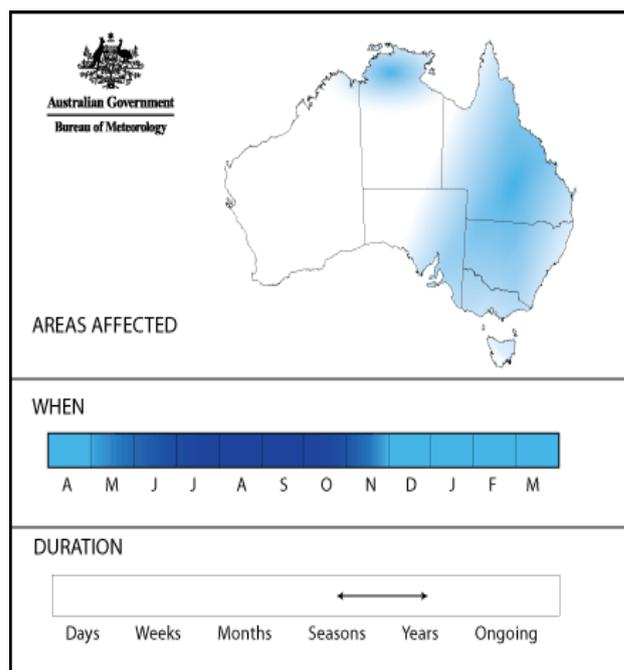 Australian Government
Bureau of Meteorology
AREAS AFFECTED
WHEN
A M J J A S O N D J F M
DURATION
Days Weeks Months Seasons Years Ongoing